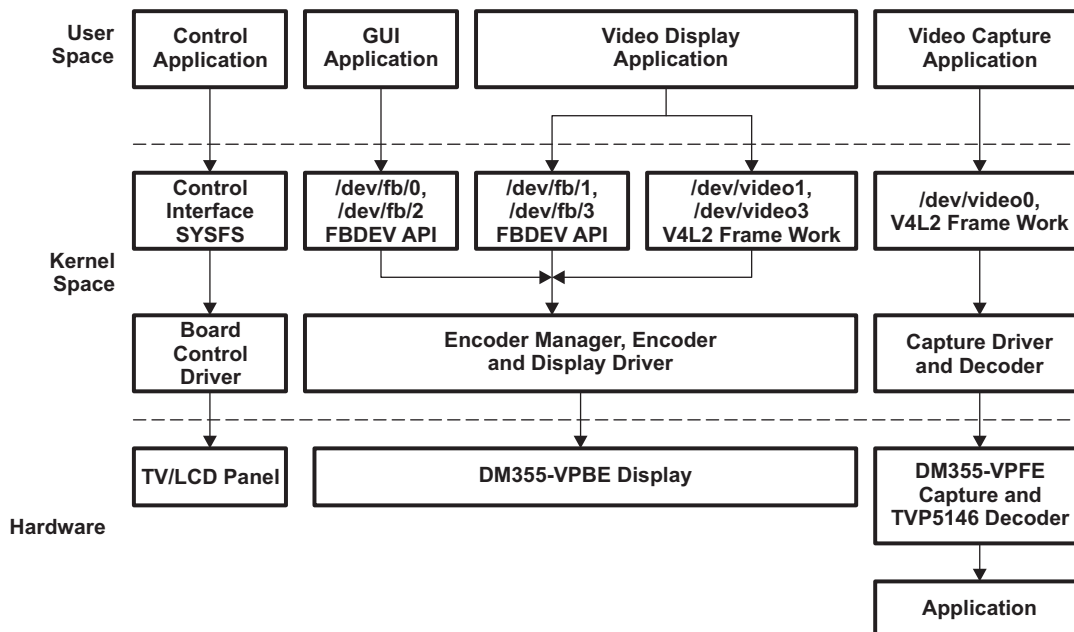 User
Space
Control
Application
GUI
Application
Video Display
Application
Video Capture
Application
Kernel
Space
Control
Interface
SYSFS
/dev/fb/0,
/dev/fb/2
FBDEV API
/dev/fb/1,
/dev/fb/3
FBDEV API
/dev/video1,
/dev/video3
V4L2 Frame Work
/dev/video0,
V4L2 Frame Work
Board
Control
Driver
Encoder Manager, Encoder
and Display Driver
Capture Driver
and Decoder
Hardware
TV/LCD Panel
DM355-VPBE Display
DM355-VPFE
Capture and
TVP5146 Decoder
Application